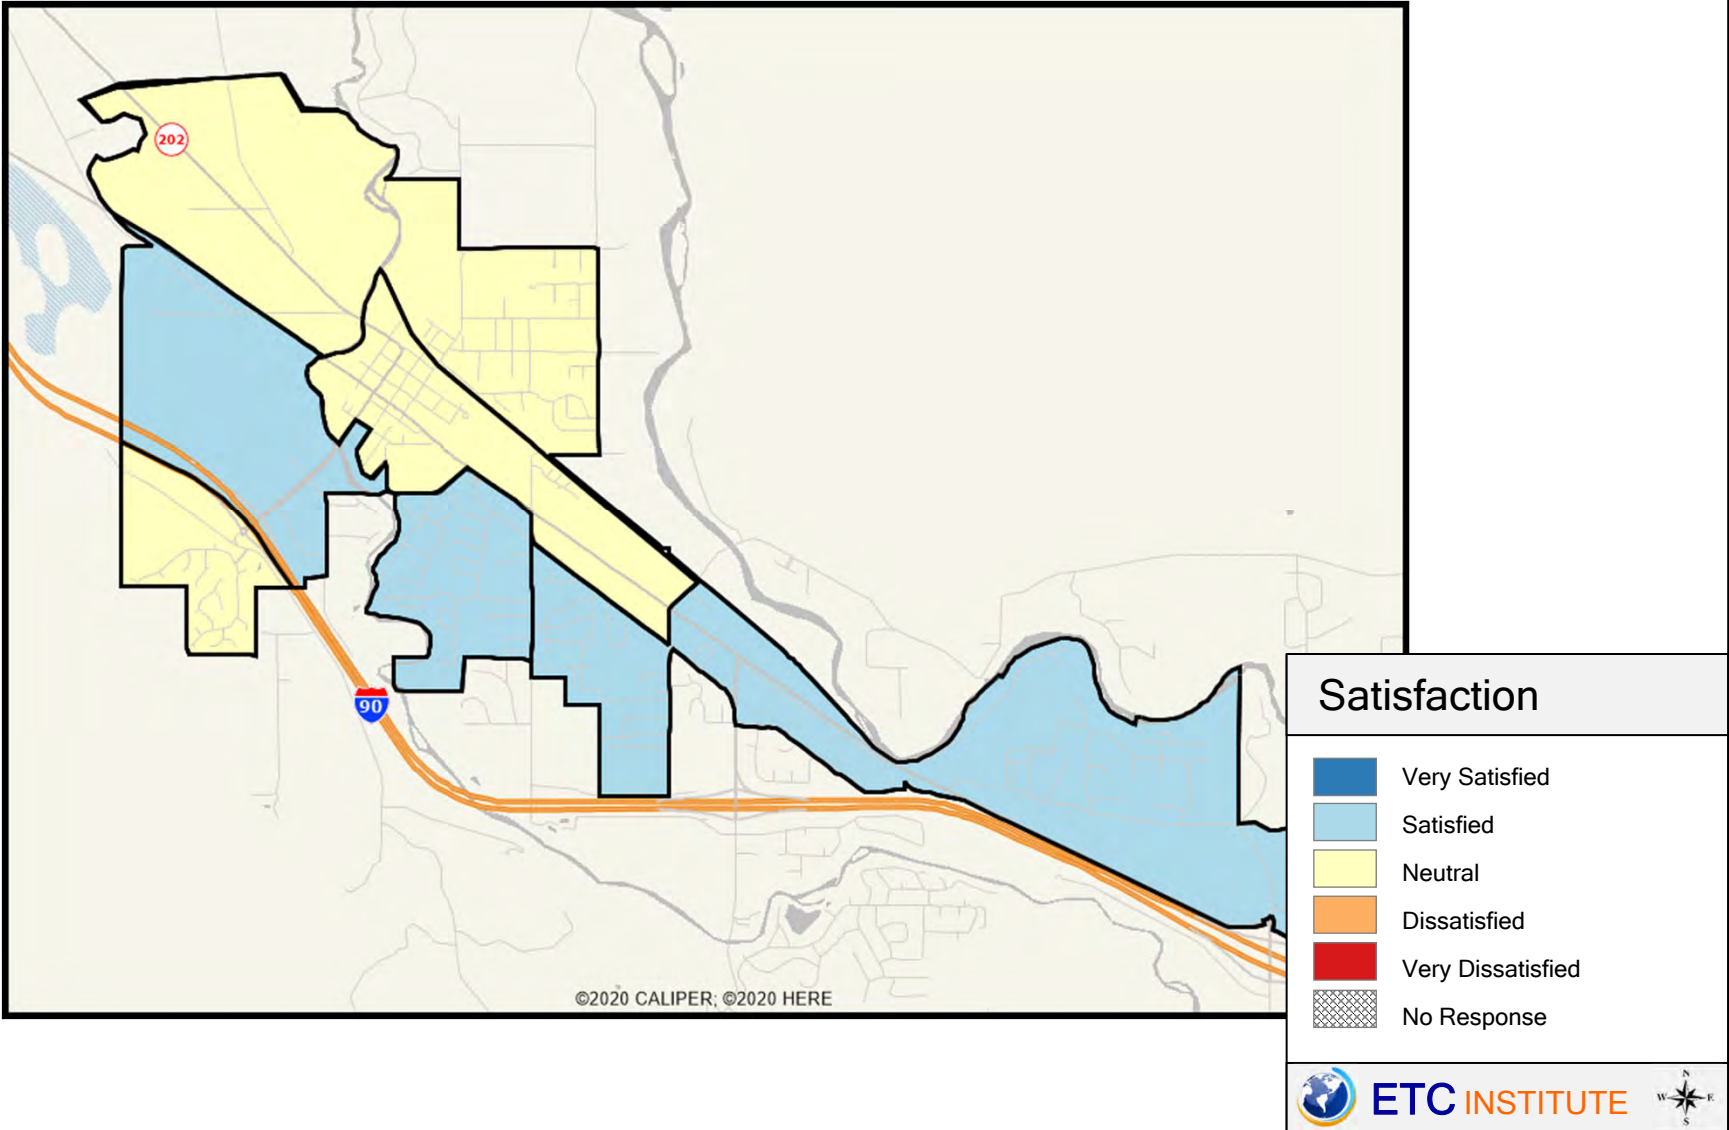 202
90
©2020 CALIPER; ©2020 HERE
Satisfaction
Very Satisfied
Satisfied
Neutral
Dissatisfied
Very Dissatisfied
No Response
ETC INSTITUTE
N
W E
S